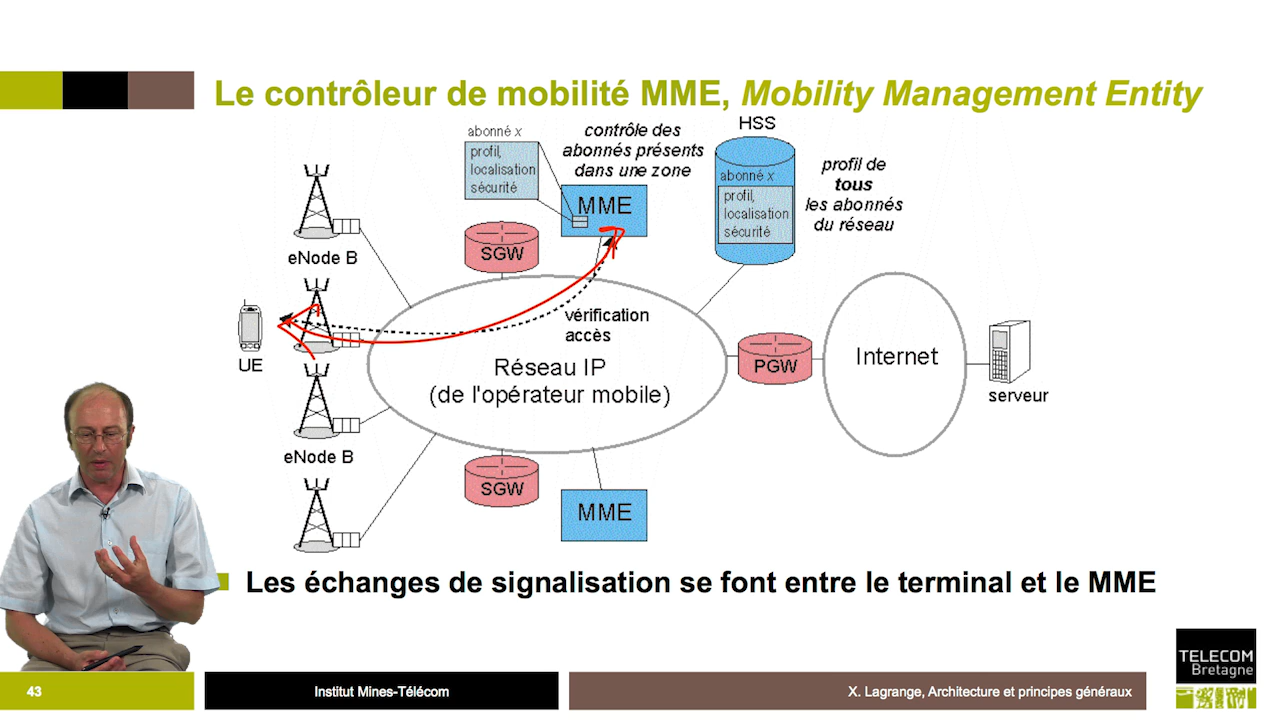 Le contrôleur de mobilité MME, Mobility Management Entity
abonné x
profil,
localisation
sécurité
contrôle des
abonnés présents
dans une zone
MME
HSS
abonné x
profil,
localisation
sécurité
profil de
tous
les abonnés
du réseau
eNode B
SGW
UE
vérification
accès
Réseau IP
(de l'opérateur mobile)
PGW
Internet
serveur
eNode B
SGW
MME
Les échanges de signalisation se font entre le terminal et le MME
TELECOM
Bretagne
43
Institut Mines-Télécom
X. Lagrange, Architecture et principes généraux